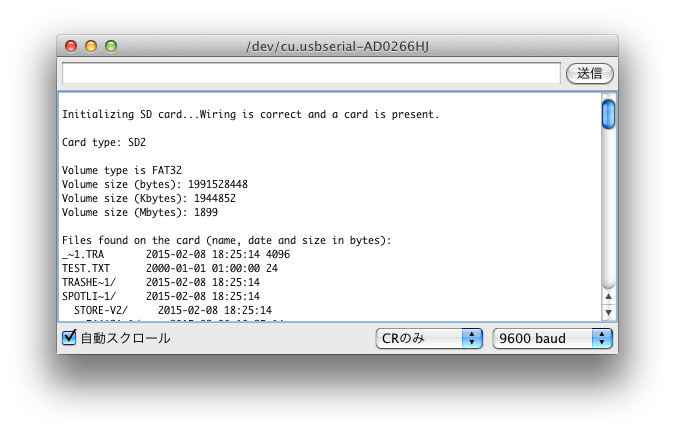 /dev/cu.usbserial-AD0266HJ
送信
Initializing SD card...Wiring is correct and a card is present.
Card type: SD2
Volume type is FAT32
Volume size (bytes): 1991528448
Volume size (Kbytes): 1944852
Volume size (Mbytes): 1899
Files found on the card (name, date and size in bytes):
_~1.TRA 2015-02-08 18:25:14 4096
TEST.TXT 2000-01-01 01:00:00 24
TRASHE~1/ 2015-02-08 18:25:14
SPOTLI~1/ 2015-02-08 18:25:14
STORE-V2/ 2015-02-08 18:25:14
自動スクロール
CRのみ
9600 baud